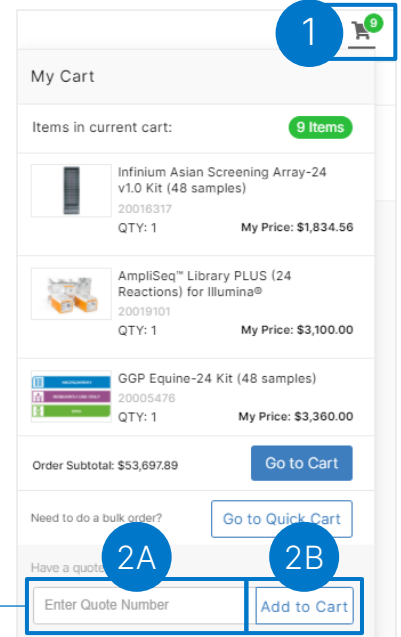 1
9
My Cart
Items in current cart:
9 Items
Infinium Asian Screening Array-24
v1.0 Kit (48 samples)
20016317
QTY: 1
My Price: $1,834.56
AmpliSeq™ Library PLUS (24
Reactions) for Illumina®
20019101
QTY: 1
My Price: $3,100.00
GGP Equine-24 Kit (48 samples)
20005476
QTY: 1
My Price: $3,360.00
Order Subtotal: $53,697.89
Go to Cart
Need to do a bulk order?
Go to Quick Cart
Have a quote
2A
2B
Enter Quote Number
Add to Cart